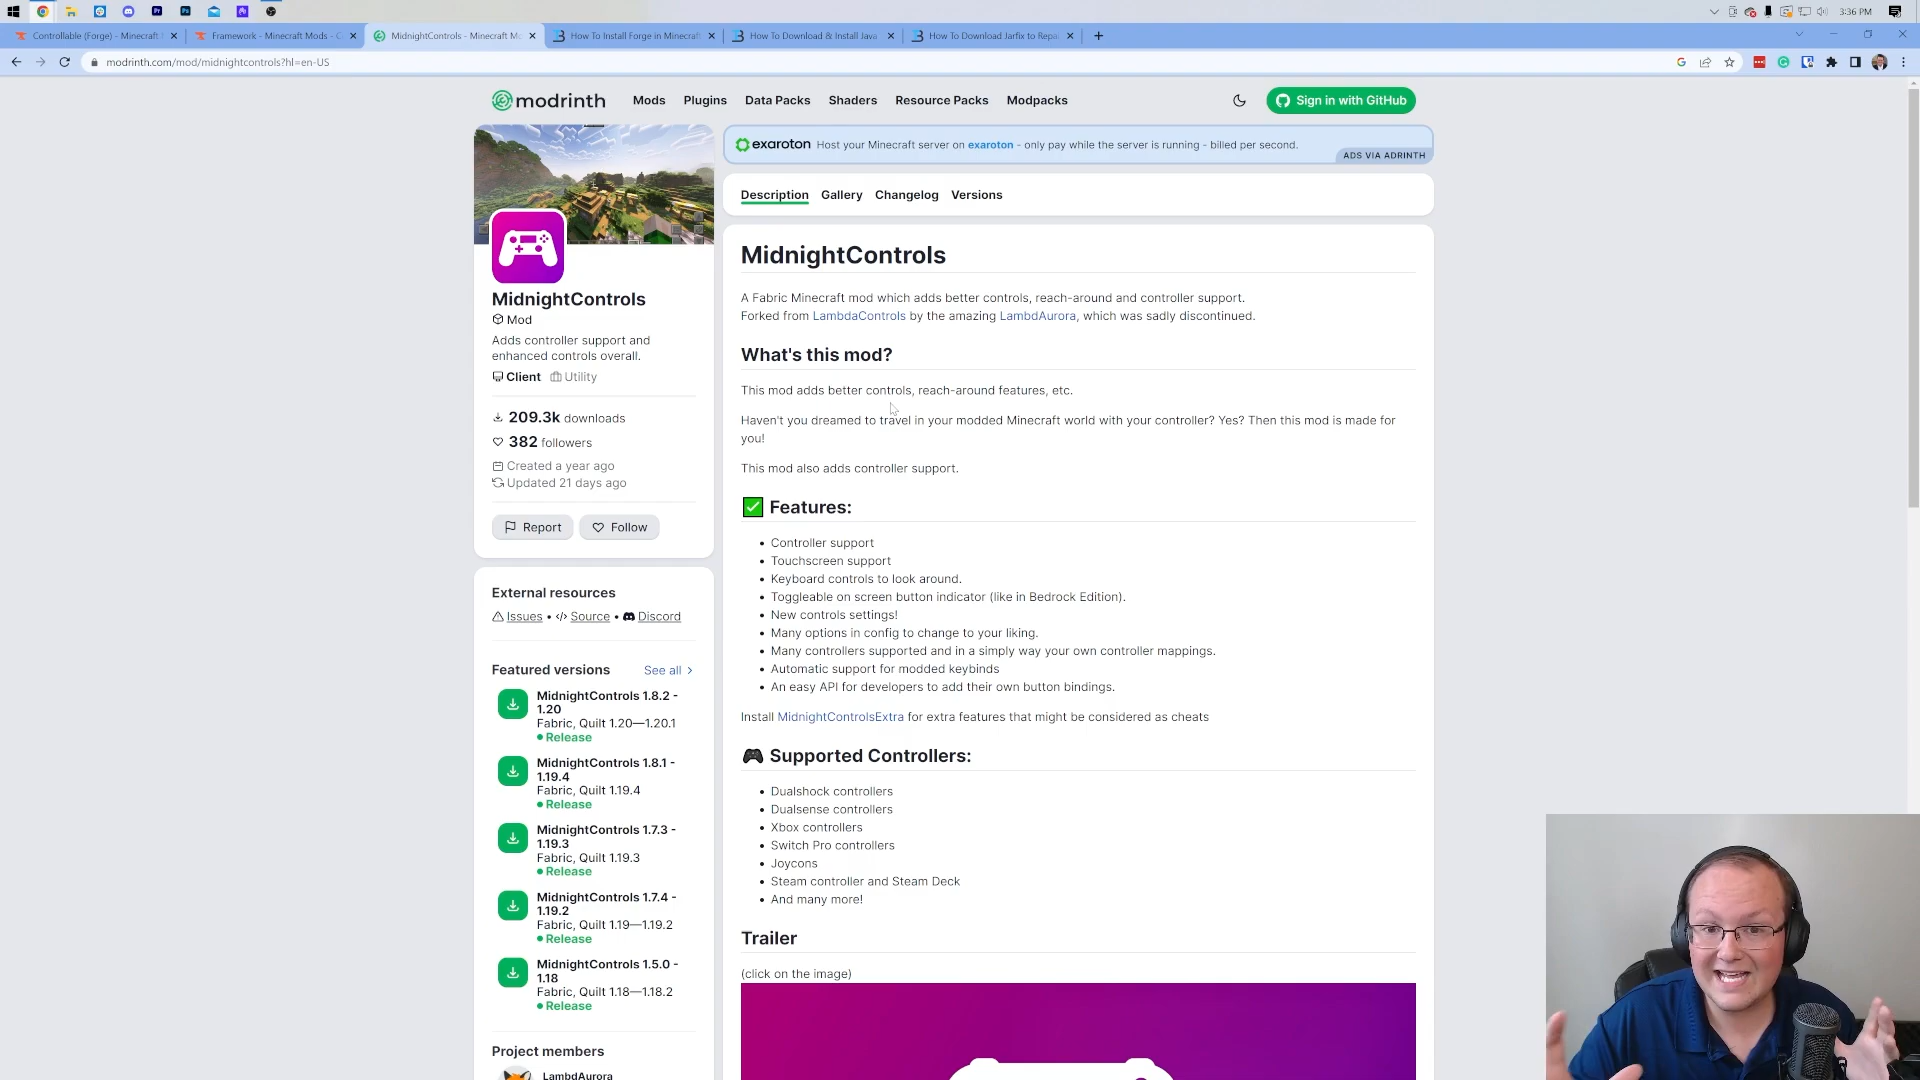 3:36 PM
Controllable (Forge) - Minecraft
Framework - Minecraft Mods - C
MidnightControls - Minecraft Mo
How To Install Forge in Minecraft
How To Download & Install Java
How To Download Jarfix to Repa
modrinth.com/mod/midnightcontrols?hl=en-US
modrinth
Mods
Plugins
Data Packs
Shaders
Resource Packs
Modpacks
Sign in with GitHub
exaroton Host your Minecraft server on exaroton - only pay while the server is running - billed per second.
ADS VIA ADRINTH
Description
Gallery
Changelog
Versions
MidnightControls
Mod
Adds controller support and
enhanced controls overall.
Client Utility
209.3k downloads
382 followers
Created a year ago
Updated 21 days ago
Report
Follow
External resources
Issues • Source • Discord
Featured versions
See all
MidnightControls 1.8.2 -
1.20
Fabric, Quilt 1.20—1.20.1
Release
MidnightControls 1.8.1 -
1.19.4
Fabric, Quilt 1.19.4
Release
MidnightControls 1.7.3 -
1.19.3
Fabric, Quilt 1.19.3
Release
MidnightControls 1.7.4 -
1.19.2
Fabric, Quilt 1.19—1.19.2
Release
MidnightControls 1.5.0 -
1.18
Fabric, Quilt 1.18—1.18.2
Release
Project members
LambdAurora
MidnightControls
A Fabric Minecraft mod which adds better controls, reach-around and controller support.
Forked from LambdaControls by the amazing LambdAurora, which was sadly discontinued.
What's this mod?
This mod adds better controls, reach-around features, etc.
Haven't you dreamed to travel in your modded Minecraft world with your controller? Yes? Then this mod is made for
you!
This mod also adds controller support.
✅ Features:
• Controller support
• Touchscreen support
• Keyboard controls to look around.
• Toggleable on screen button indicator (like in Bedrock Edition).
• New controls settings!
• Many options in config to change to your liking.
• Many controllers supported and in a simply way your own controller mappings.
• Automatic support for modded keybinds
• An easy API for developers to add their own button bindings.
Install MidnightControlsExtra for extra features that might be considered as cheats
🎮 Supported Controllers:
• Dualshock controllers
• Dualsense controllers
• Xbox controllers
• Switch Pro controllers
• Joycons
• Steam controller and Steam Deck
• And many more!
Trailer
(click on the image)